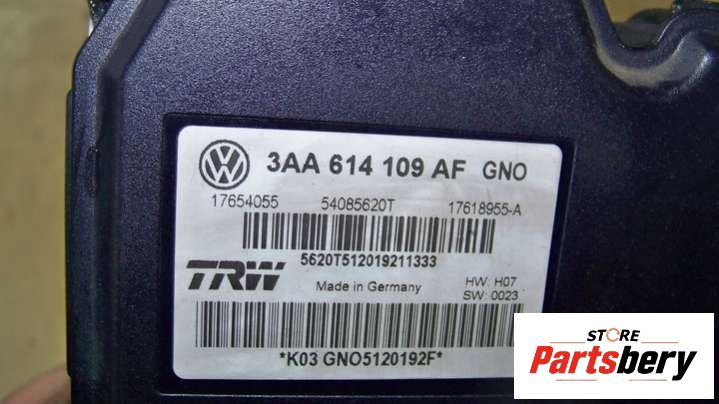 3AA 614 109 AF GNO
17654055 54085620T 17618955-A
5620T512019211333
TRW Made in Germany HW: H07
SW: 0023
*K03 GNO5120192F*
STORE
Partsbery